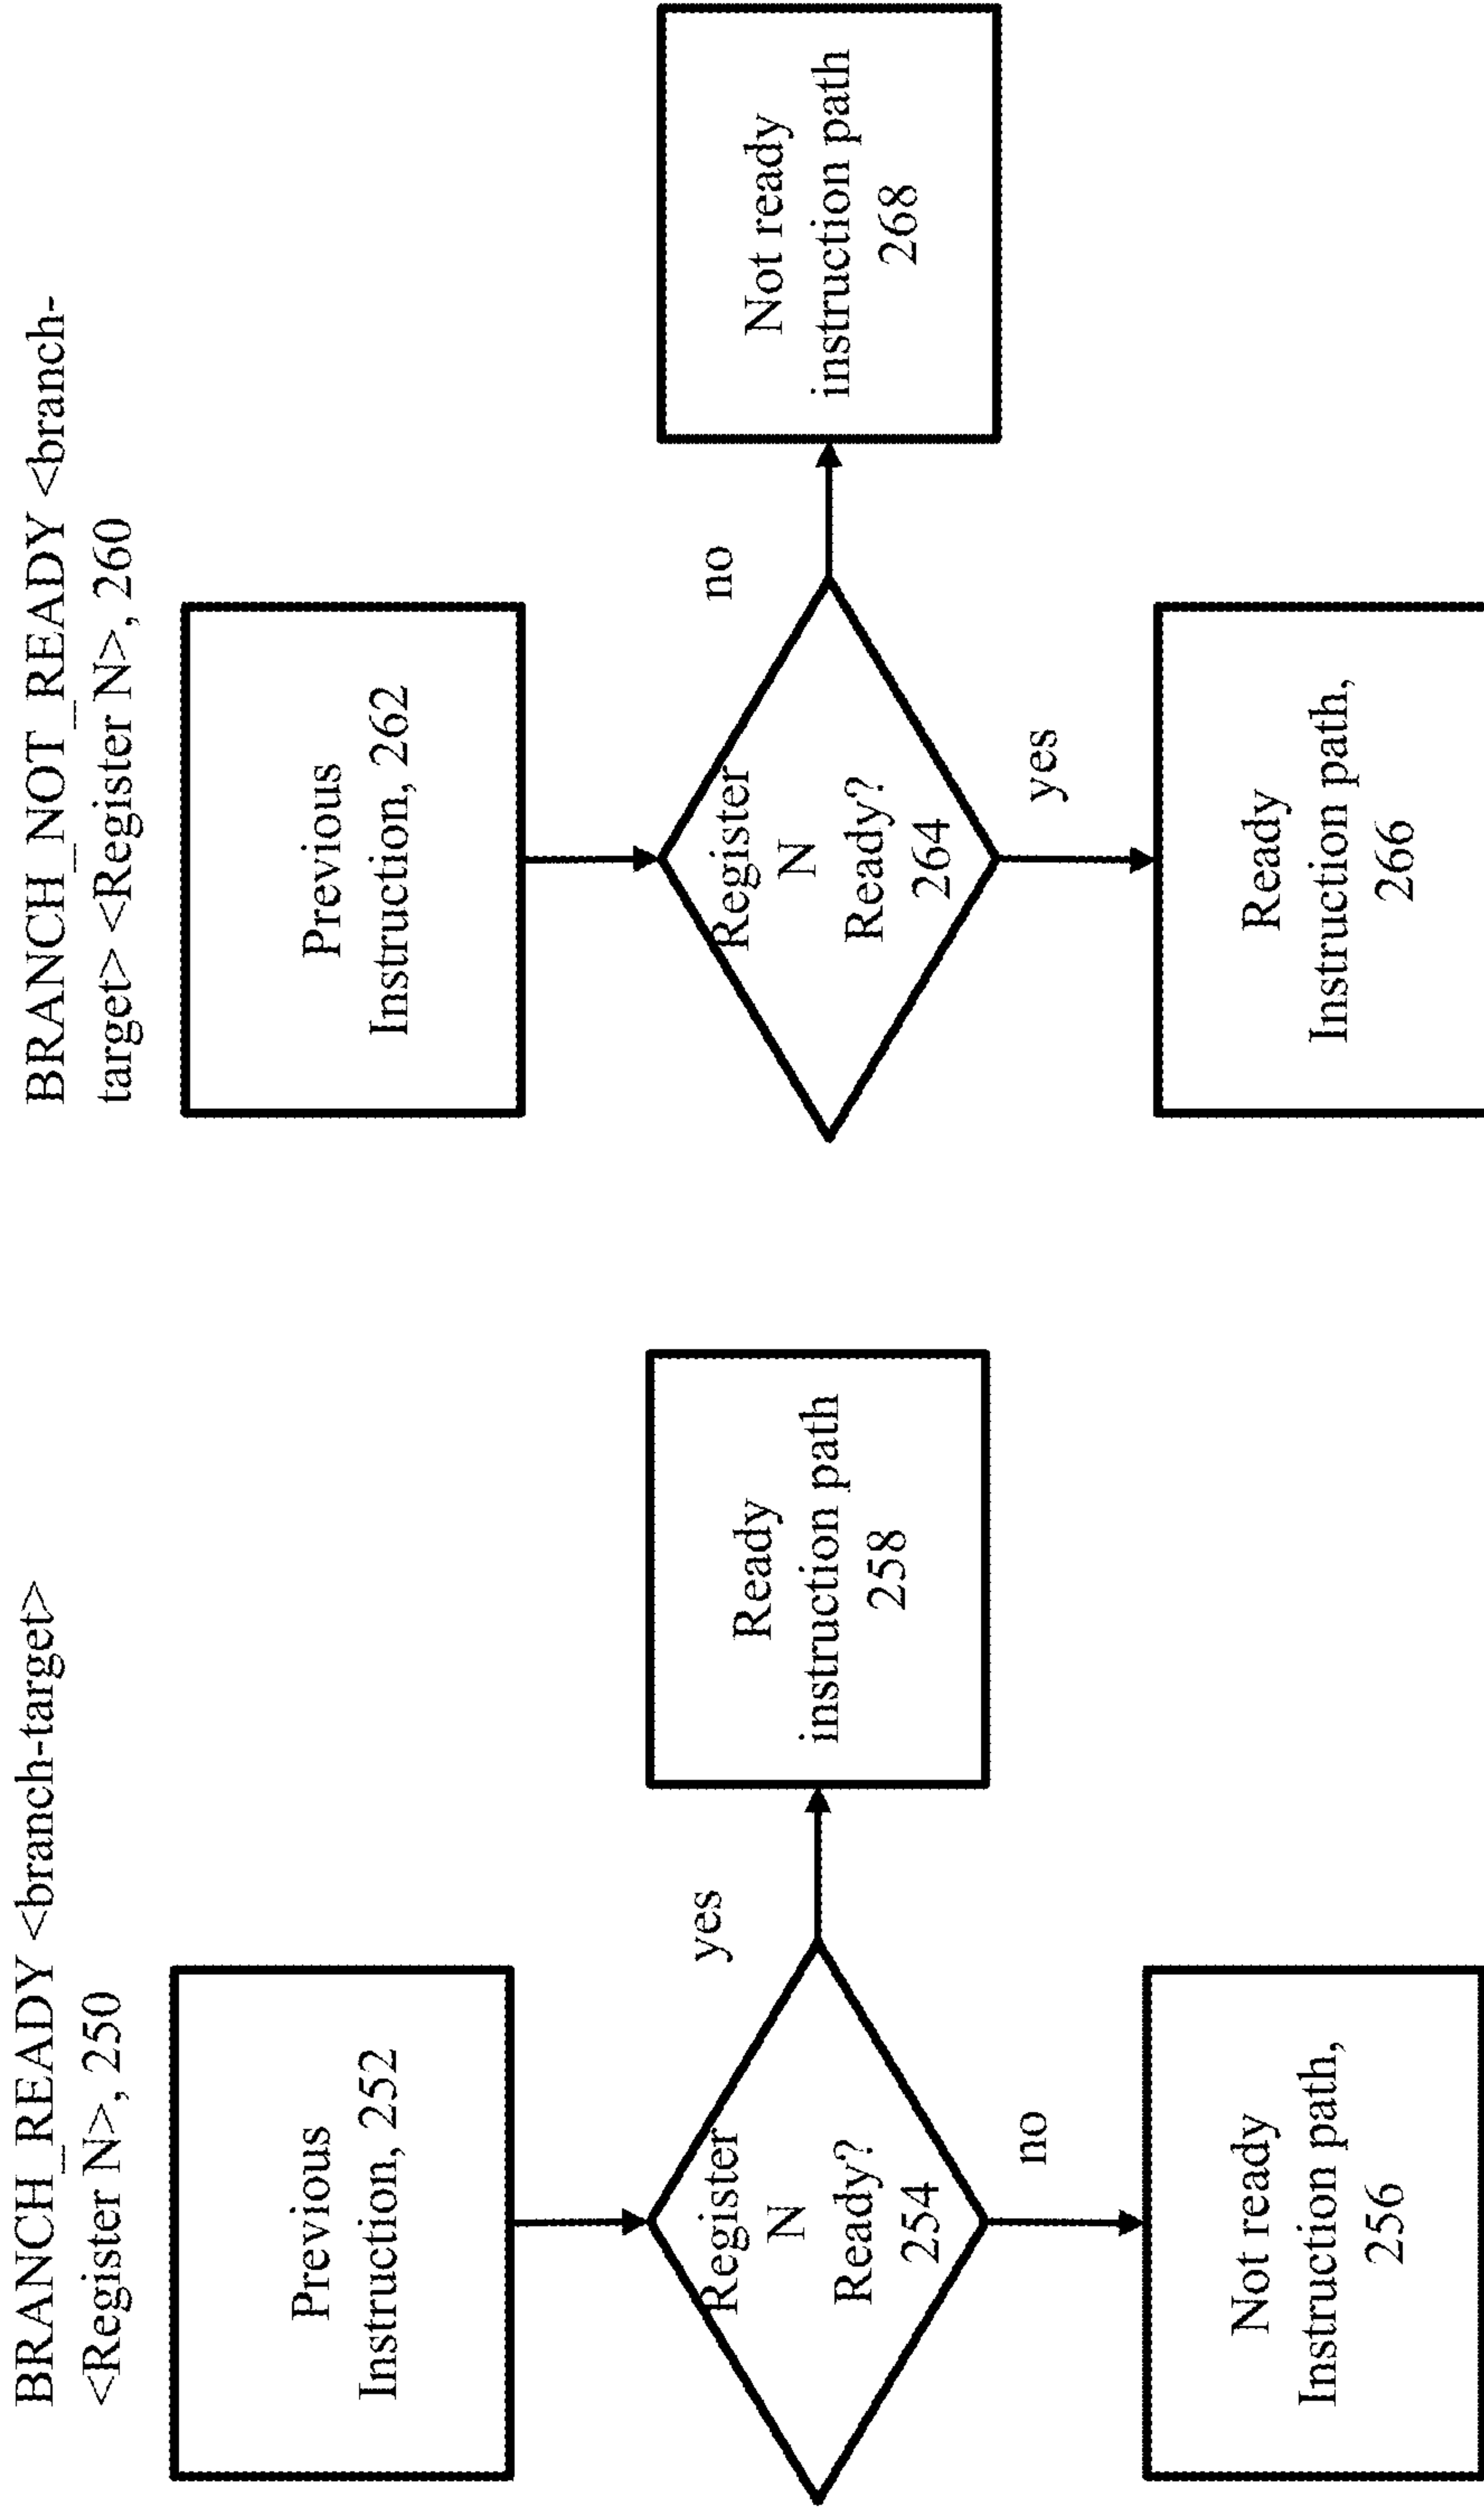 BRANCH_READY <branch-target>
<Register N>, 250
Previous
Instruction, 252
Register
N
Ready?
254
yes
Ready
instruction path
258
no
Not ready
Instruction path,
256
BRANCH_NOT_READY <branch-
target> <Register N>, 260
Previous
Instruction, 262
Register
N
Ready?
264
no
Not ready
instruction path
268
yes
Ready
Instruction path,
266